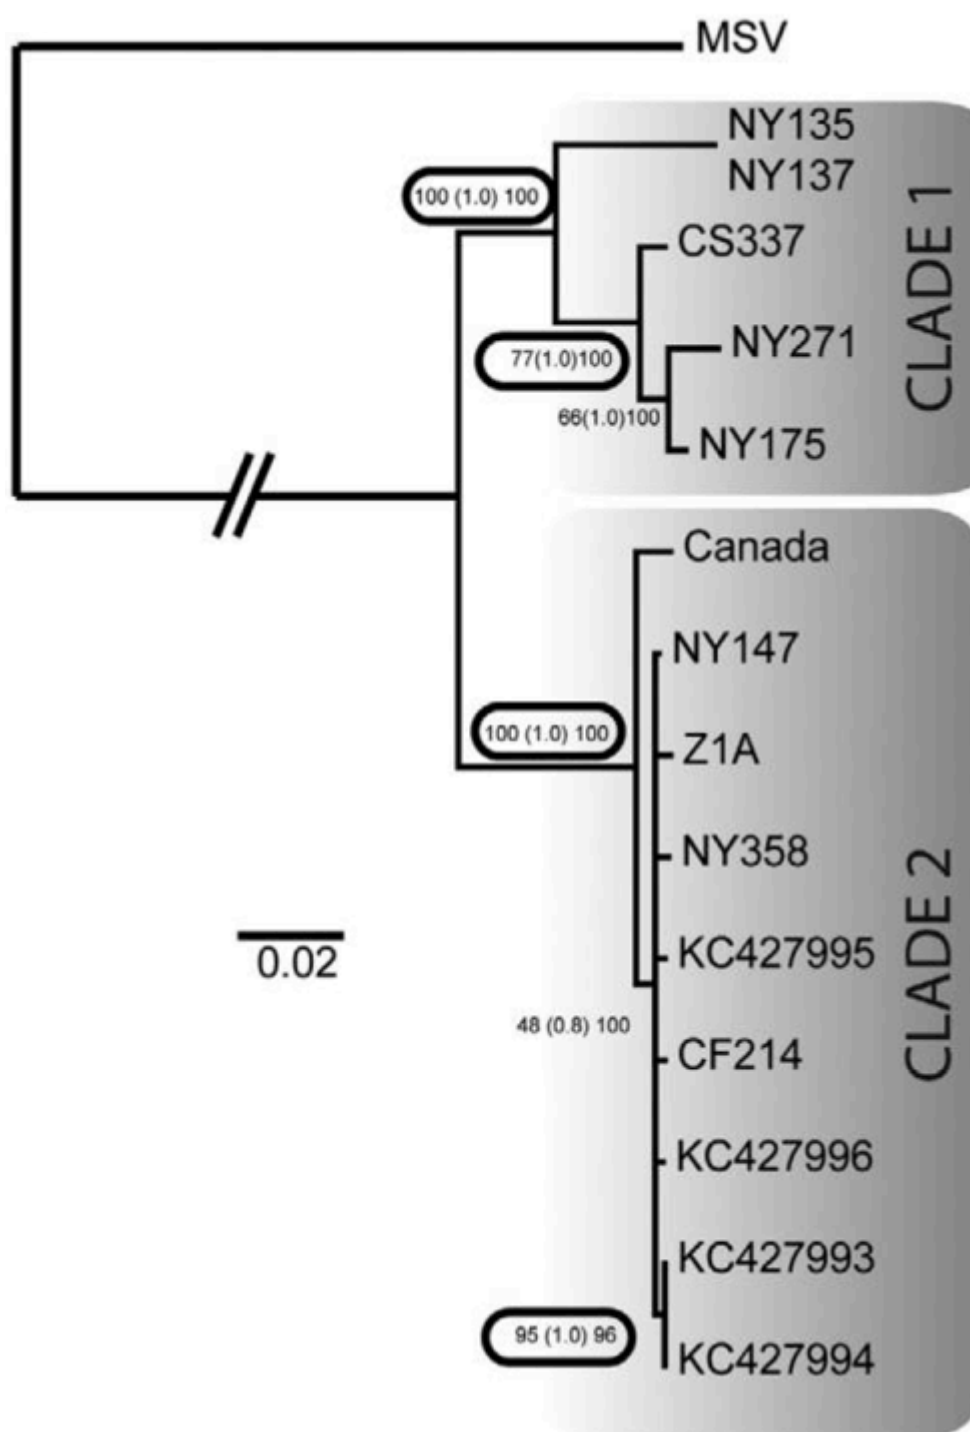 MSV
NY135
NY137
100 (1.0) 100
CS337
NY271
77(1.0)100
66(1.0)100
NY175
CLADE 1
Canada
NY147
100 (1.0) 100
Z1A
NY358
KC427995
0.02
48 (0.8) 100
CF214
KC427996
KC427993
95 (1.0) 96
KC427994
CLADE 2